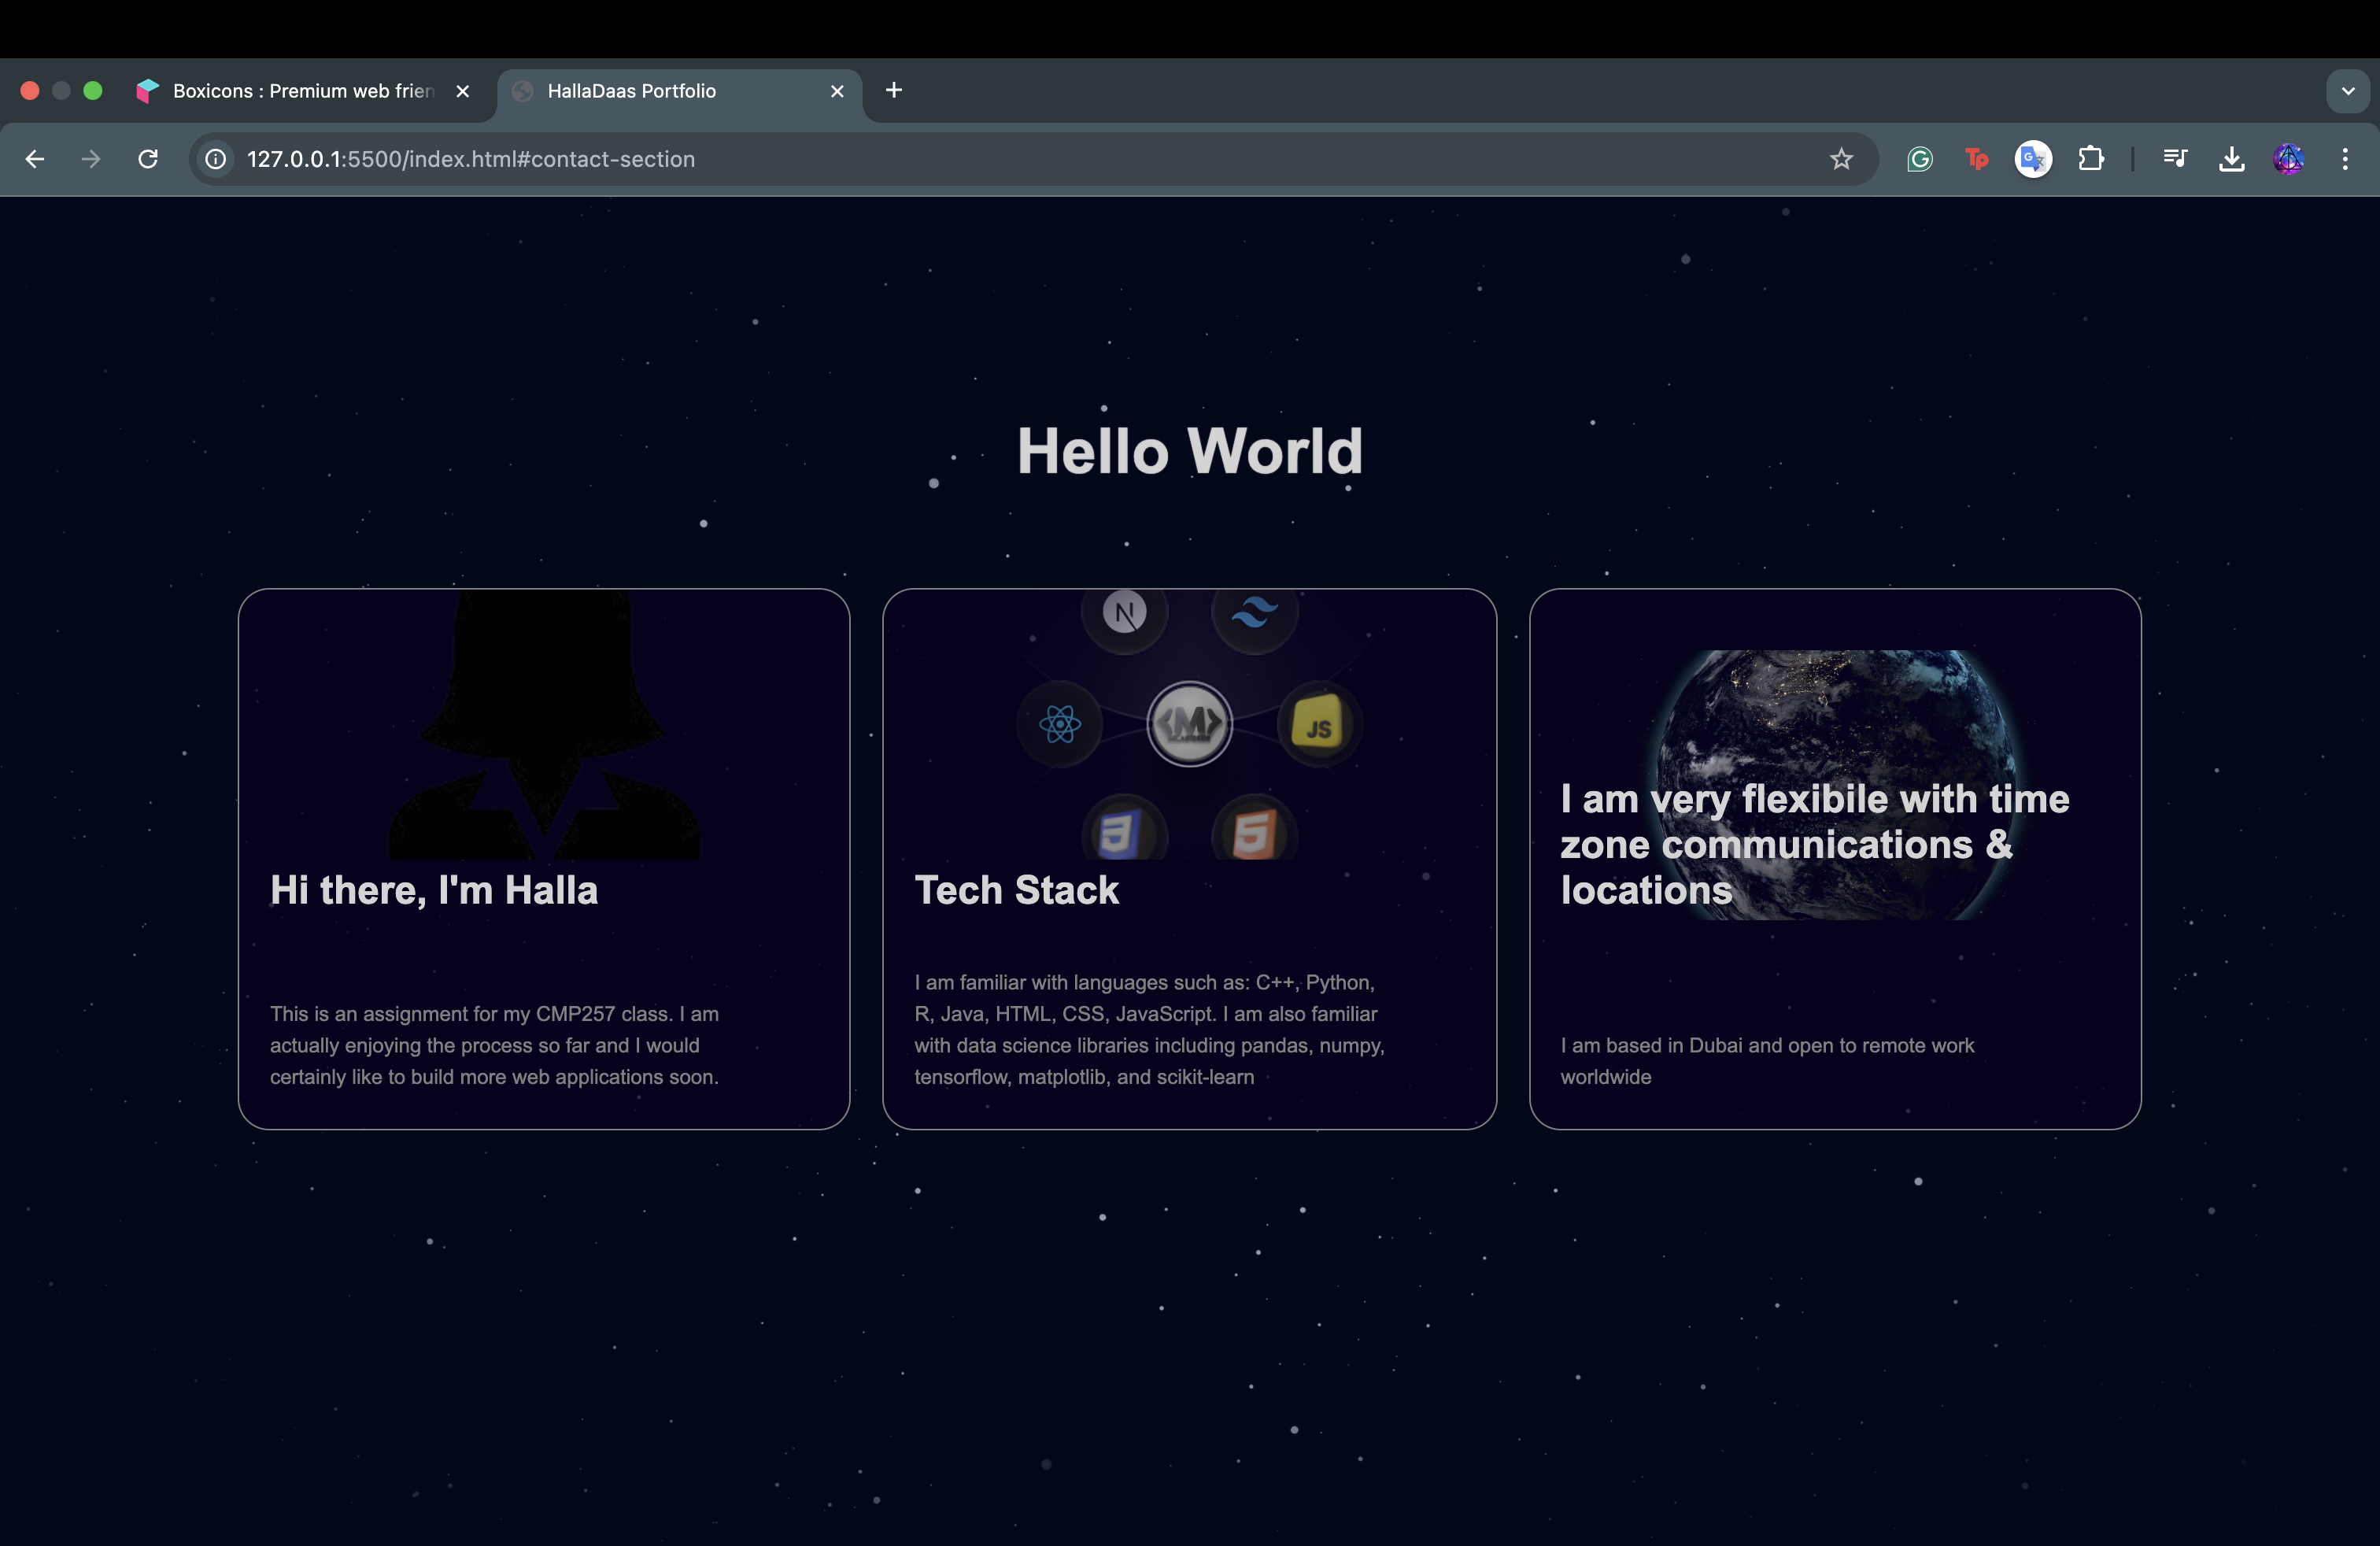 Boxicons : Premium web frien
HallaDaas Portfolio
127.0.0.1:5500/index.html#contact-section
Hello World
N
M
JS
3
5
Hi there, I'm Halla
This is an assignment for my CMP257 class. I am
actually enjoying the process so far and I would
certainly like to build more web applications soon.
Tech Stack
I am familiar with languages such as: C++, Python,
R, Java, HTML, CSS, JavaScript. I am also familiar
with data science libraries including pandas, numpy,
tensorflow, matplotlib, and scikit-learn
I am very flexibile with time
zone communications &
locations
I am based in Dubai and open to remote work
worldwide